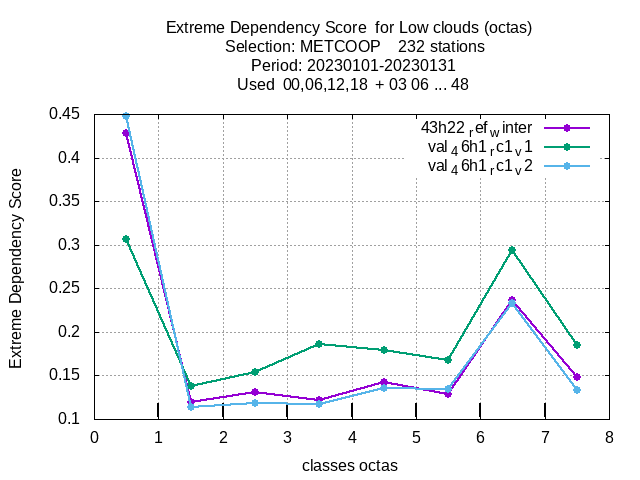 Extreme Dependency Score  for Low clouds (octas)
Selection: METCOOP    232 stations
Period: 20230101-20230131
Used  00,06,12,18  + 03 06 ... 48
Extreme Dependency Score
0.45
0.4
0.35
0.3
0.25
0.2
0.15
0.1
43h22 ref winter
val 46h1 rc1 v1
val 46h1 rc1 v2
0 1 2 3 4 5 6 7 8
classes octas